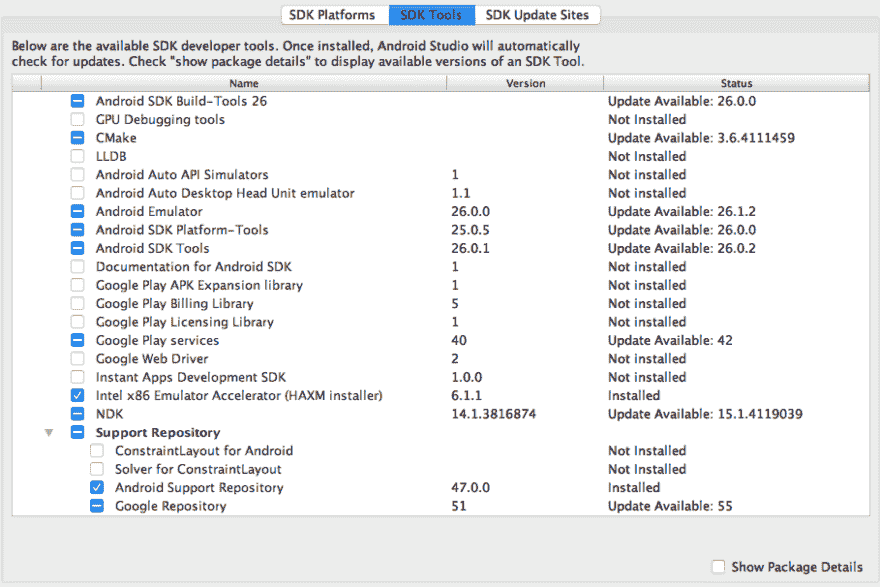 SDK Platforms SDK Tools SDK Update Sites
Below are the available SDK developer tools. Once installed, Android Studio will automatically
check for updates. Check "show package details" to display available versions of an SDK Tool.
Name Version Status
Android SDK Build-Tools 26 Update Available: 26.0.0
GPU Debugging tools Not Installed
CMake Update Available: 3.6.4111459
LLDB Not Installed
Android Auto API Simulators 1 Not installed
Android Auto Desktop Head Unit emulator 1.1 Not installed
Android Emulator 26.0.0 Update Available: 26.1.2
Android SDK Platform-Tools 25.0.5 Update Available: 26.0.0
Android SDK Tools 26.0.1 Update Available: 26.0.2
Documentation for Android SDK 1 Not installed
Google Play APK Expansion library 1 Not installed
Google Play Billing Library 5 Not installed
Google Play Licensing Library 1 Not installed
Google Play services 40 Update Available: 42
Google Web Driver 2 Not installed
Instant Apps Development SDK 1.0.0 Not installed
Intel x86 Emulator Accelerator (HAXM installer) 6.1.1 Installed
NDK 14.1.3816874 Update Available: 15.1.4119039
Support Repository
ConstraintLayout for Android Not Installed
Solver for ConstraintLayout Not Installed
Android Support Repository 47.0.0 Installed
Google Repository 51 Update Available: 55
Show Package Details